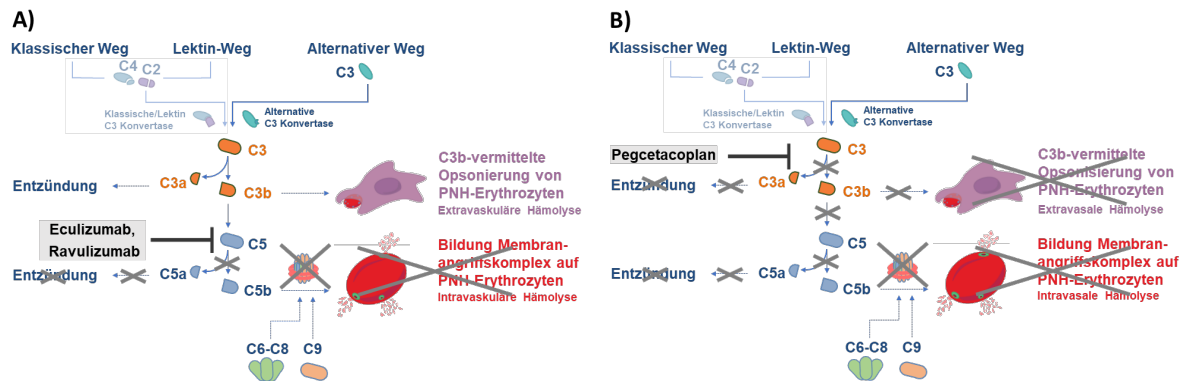 A)
Klassischer Weg
Lektin-Weg
Alternativer Weg
C4
C2
C3
Klassische/Lektin
C3 Konvertase
Alternative
C3 Konvertase
C3
Entzündung
C3a
C3b
C3b-vermittelte
Opsonierung von
PNH-Erythrozyten
Extravaskuläre Hämolyse
Eculizumab,
Ravulizumab
C5
Entzündung
C5a
C5b
Bildung Membran-
angriffskomplex auf
PNH-Erythrozyten
Intravaskuläre Hämolyse
C6-C8
C9
B)
Klassischer Weg
Lektin-Weg
Alternativer Weg
C4
C2
C3
Klassische/Lektin
C3 Konvertase
Alternative
C3 Konvertase
C3
Pegcetacoplan
Entzündung
C3a
C3b
C3b-vermittelte
Opsonisierung von
PNH-Erythrozyten
Extravasale Hämolyse
C5
Entzündung
C5a
C5b
Bildung Membran-
angriffskomplex auf
PNH-Erythrozyten
Intravasale Hämolyse
C6-C8
C9